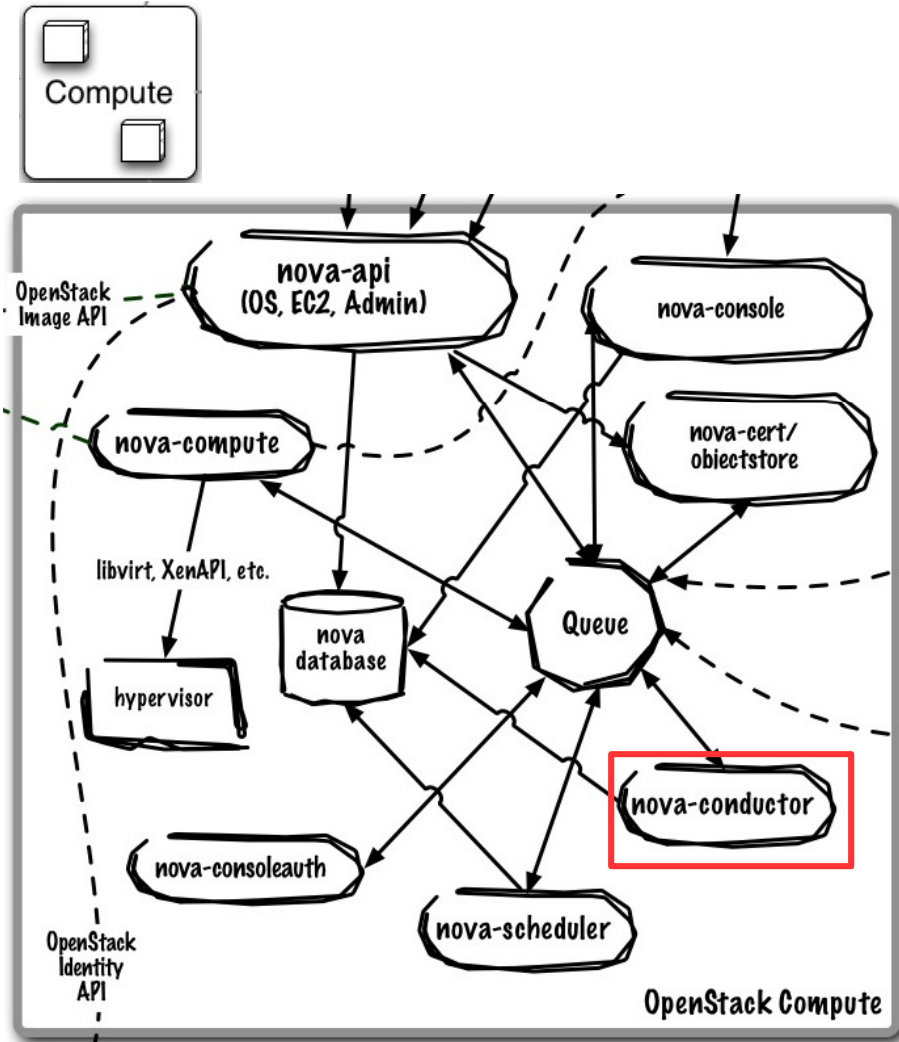 Compute
nova-api
(OS, EC2, Admin)
OpenStack
Image API
nova-console
nova-compute
nova-cert/
objectstore
libvirt, XenAPI, etc.
nova
database
Queue
hypervisor
nova-conductor
nova-consoleauth
nova-scheduler
OpenStack
Identity
API
OpenStack Compute